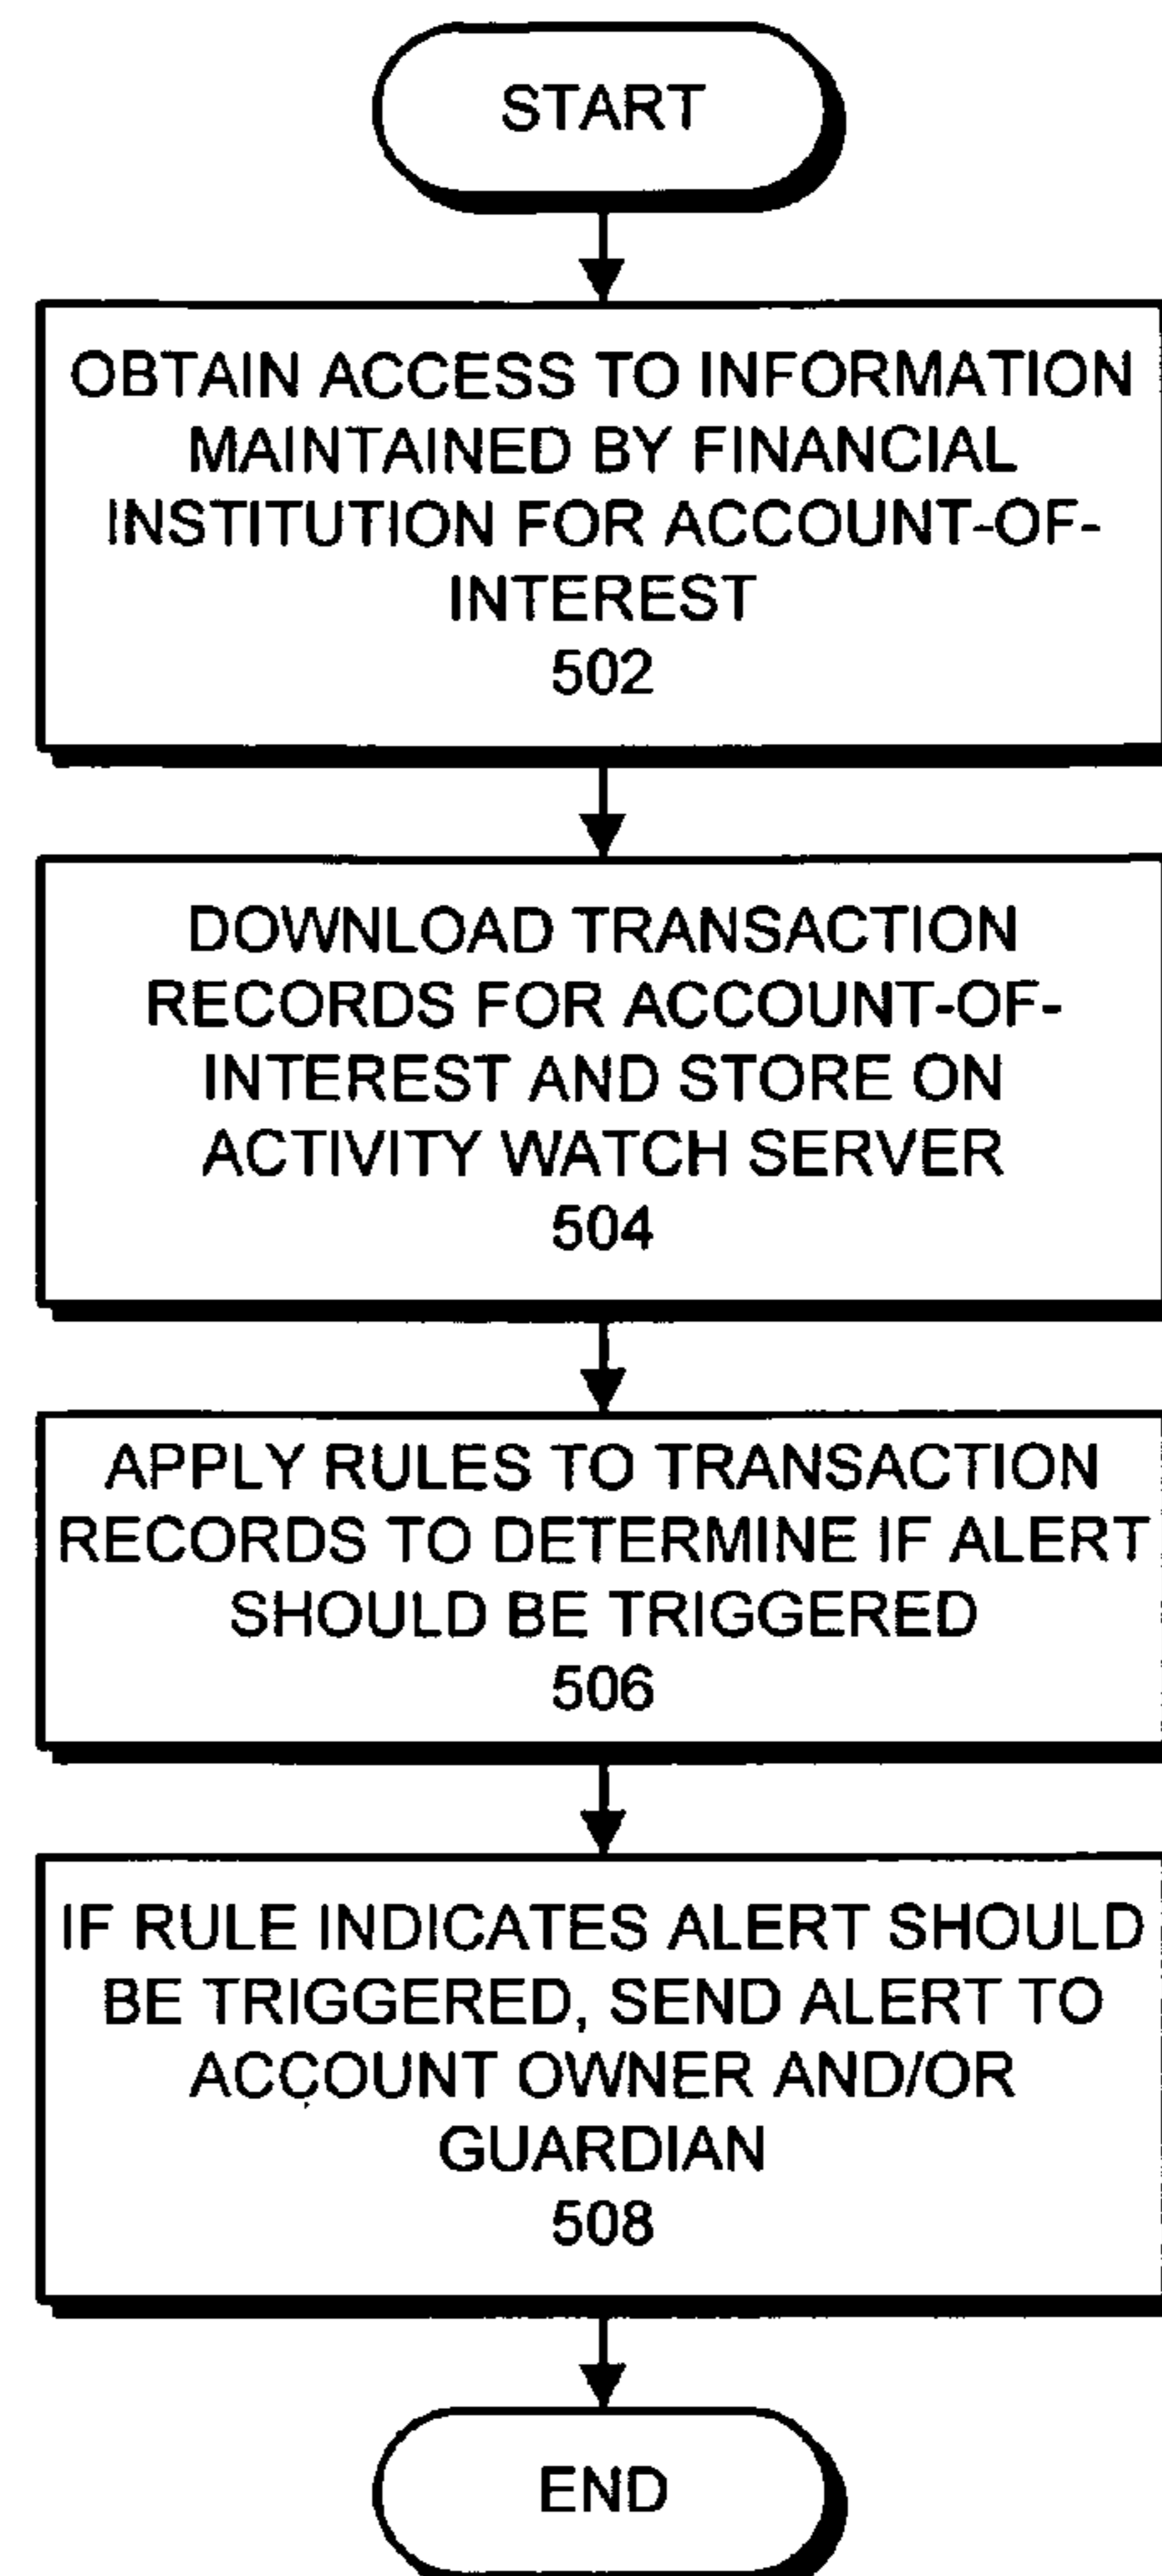 START
OBTAIN ACCESS TO INFORMATION
MAINTAINED BY FINANCIAL
INSTITUTION FOR ACCOUNT-OF-
INTEREST
502
DOWNLOAD TRANSACTION
RECORDS FOR ACCOUNT-OF-
INTEREST AND STORE ON
ACTIVITY WATCH SERVER
504
APPLY RULES TO TRANSACTION
RECORDS TO DETERMINE IF ALERT
SHOULD BE TRIGGERED
506
IF RULE INDICATES ALERT SHOULD
BE TRIGGERED, SEND ALERT TO
ACCOUNT OWNER AND/OR
GUARDIAN
508
END